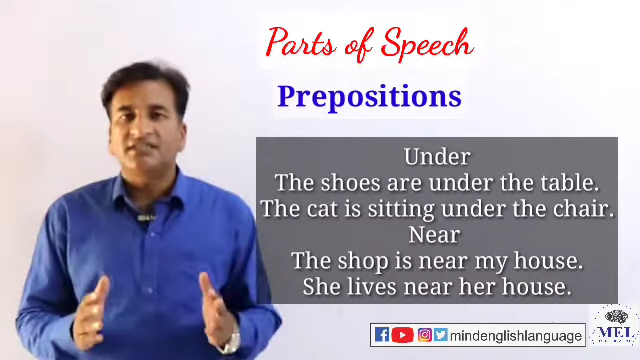 Parts of Speech
Prepositions
Under
The shoes are under the table.
The cat is sitting under the chair.
Near
The shop is near my house.
She lives near her house.
mindenglishlanguage
MEL